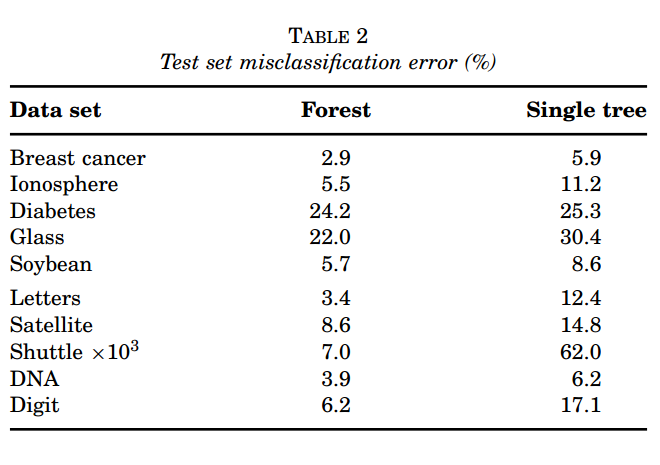 TABLE 2
Test set misclassification error (%)
Data set Forest Single tree
Breast cancer 2.9 5.9
Ionosphere 5.5 11.2
Diabetes 24.2 25.3
Glass 22.0 30.4
Soybean 5.7 8.6
Letters 3.4 12.4
Satellite 8.6 14.8
Shuttle ×10³ 7.0 62.0
DNA 3.9 6.2
Digit 6.2 17.1